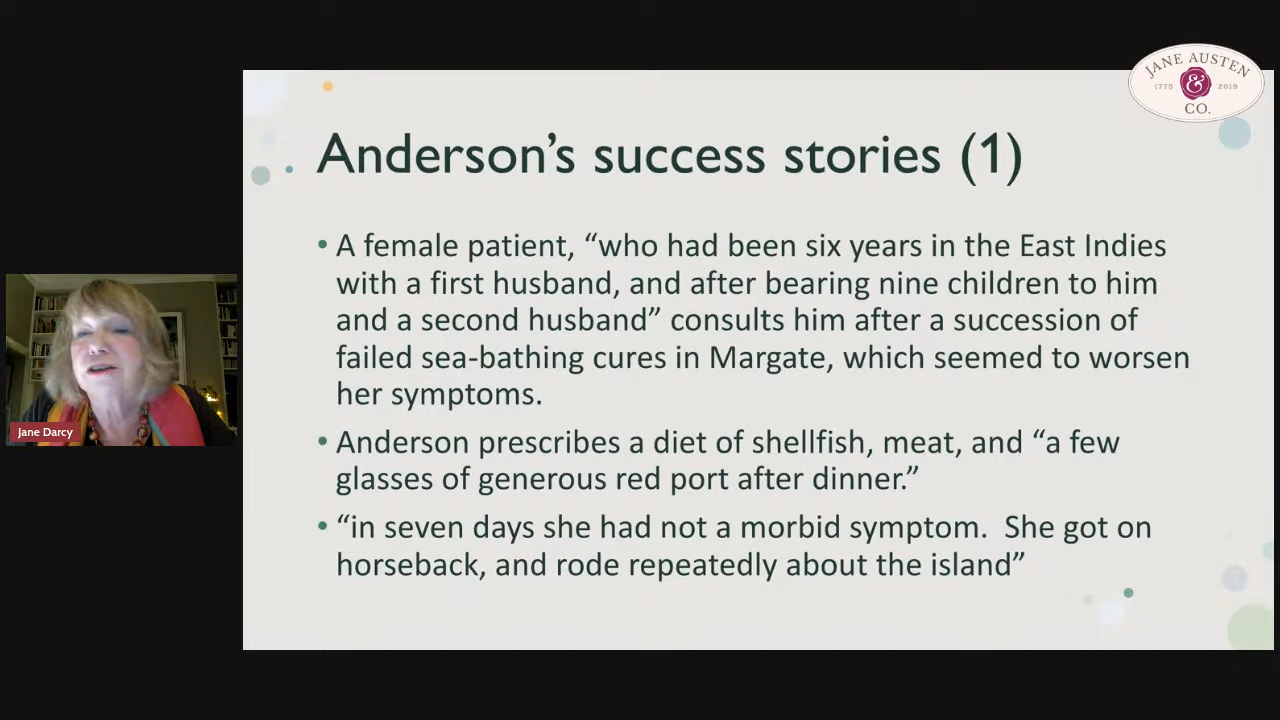 JANE AUSTEN
1775 & 2019
CO.
Anderson’s success stories (1)
• A female patient, “who had been six years in the East Indies
with a first husband, and after bearing nine children to him
and a second husband” consults him after a succession of
failed sea-bathing cures in Margate, which seemed to worsen
her symptoms.
• Anderson prescribes a diet of shellfish, meat, and “a few
glasses of generous red port after dinner.”
• “in seven days she had not a morbid symptom.  She got on
horseback, and rode repeatedly about the island”
Jane Darcy